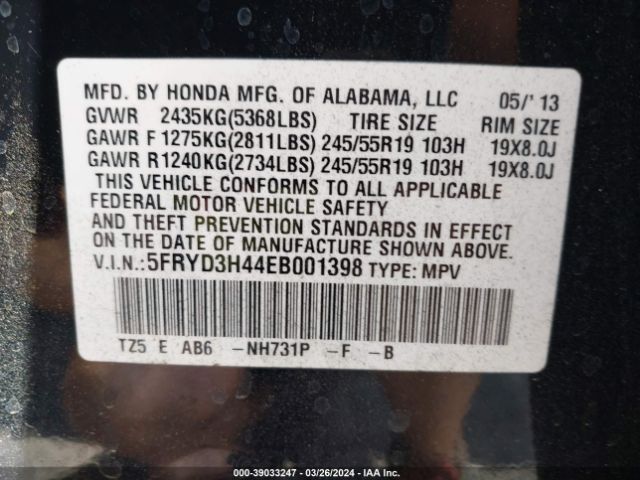 MFD. BY HONDA MFG. OF ALABAMA, LLC 05/'13
GVWR 2435KG(5368LBS) TIRE SIZE RIM SIZE
GAWR F 1275KG(2811LBS) 245/55R19 103H 19X8.0J
GAWR R 1240KG(2734LBS) 245/55R19 103H 19X8.0J
THIS VEHICLE CONFORMS TO ALL APPLICABLE
FEDERAL MOTOR VEHICLE SAFETY
AND THEFT PREVENTION STANDARDS IN EFFECT
ON THE DATE OF MANUFACTURE SHOWN ABOVE.
V.I.N.:5FRYD3H44EB001398 TYPE: MPV
TZ5 E AB6 -NH731P -F -B
000-39033247 - 03/26/2024 - IAA Inc.